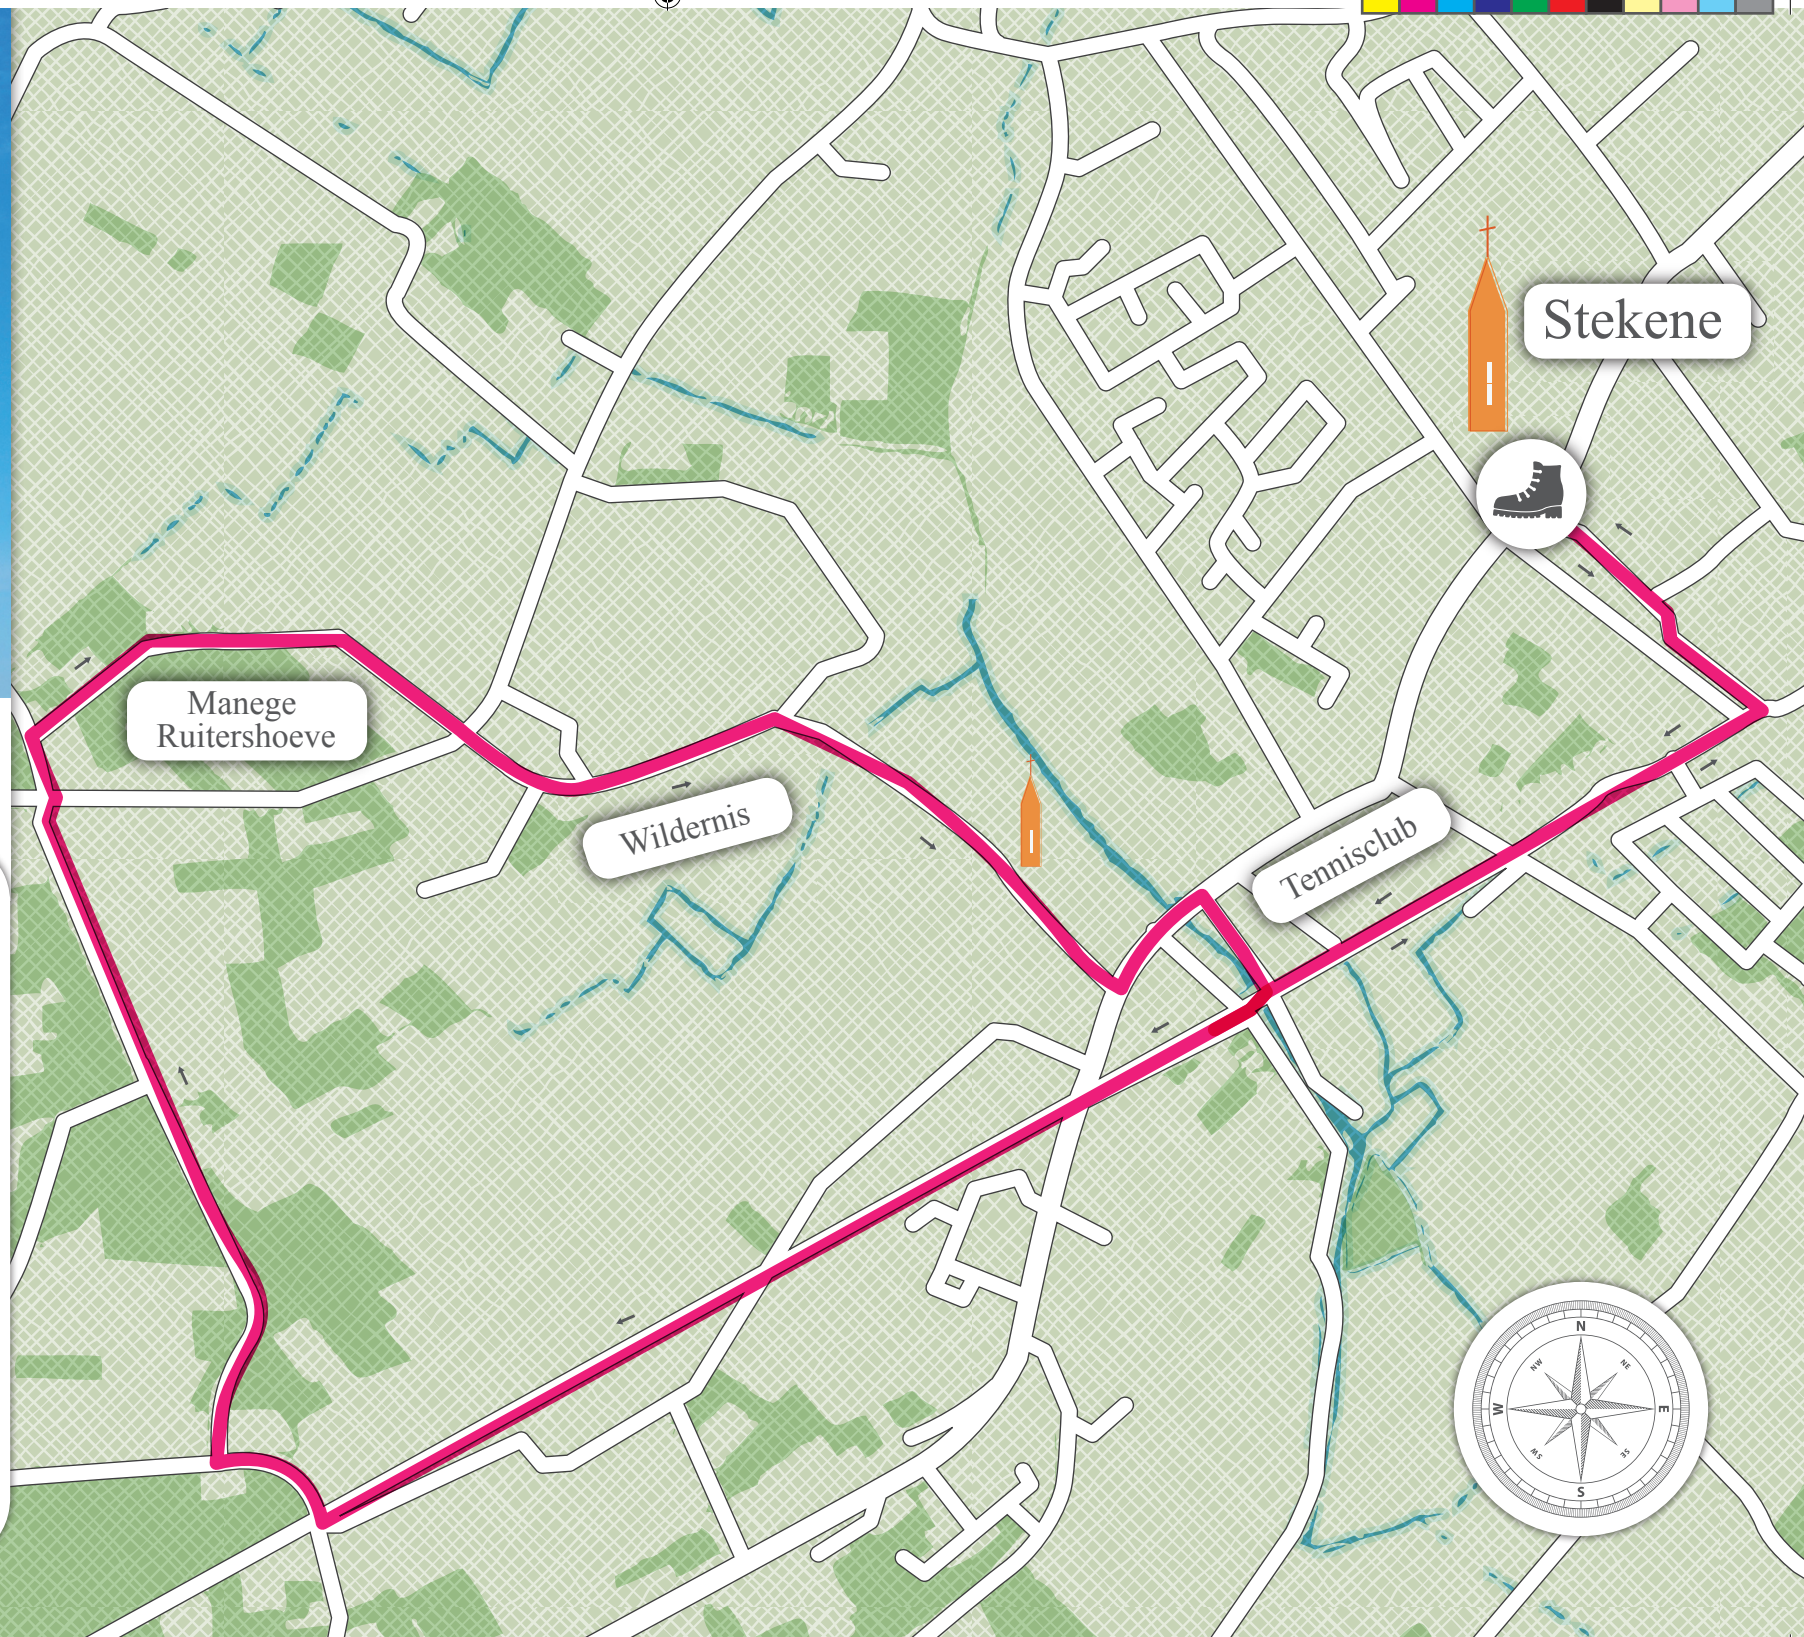 Stekene
Manege
Ruitershoeve
Wildernis
Tennisclub
N
NW
NE
W
E
SW
SE
S